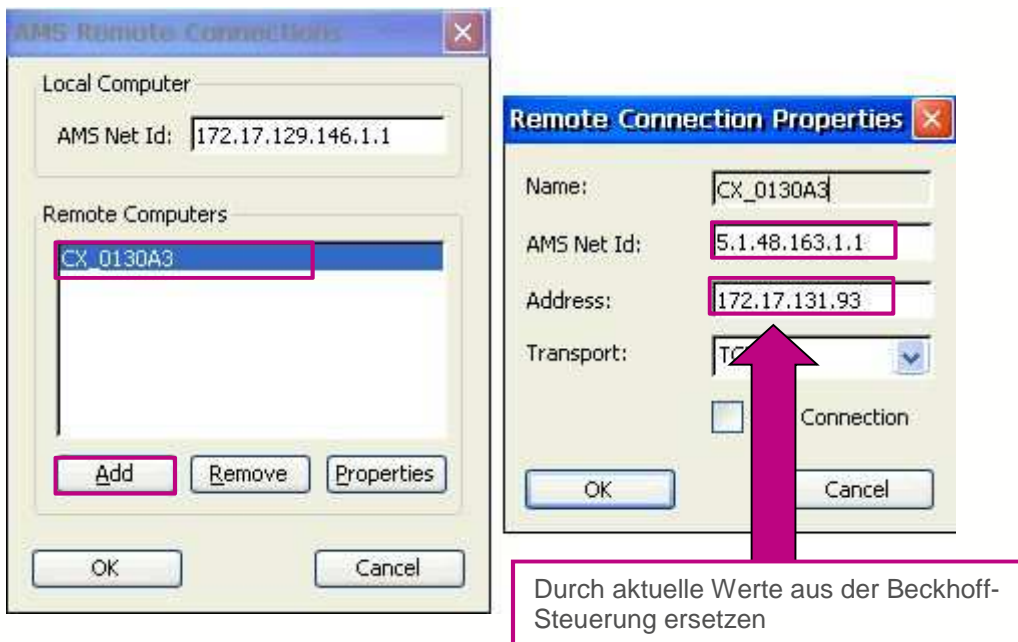 AMS Remote Connections
Local Computer
AMS Net Id: 172.17.129.146.1.1
Remote Computers
CX_0130A3
Add Remove Properties
OK Cancel
Remote Connection Properties
Name: CX_0130A3
AMS Net Id: 5.1.48.163.1.1
Address: 172.17.131.93
Transport:
Connection
OK Cancel
Durch aktuelle Werte aus der Beckhoff-
Steuerung ersetzen